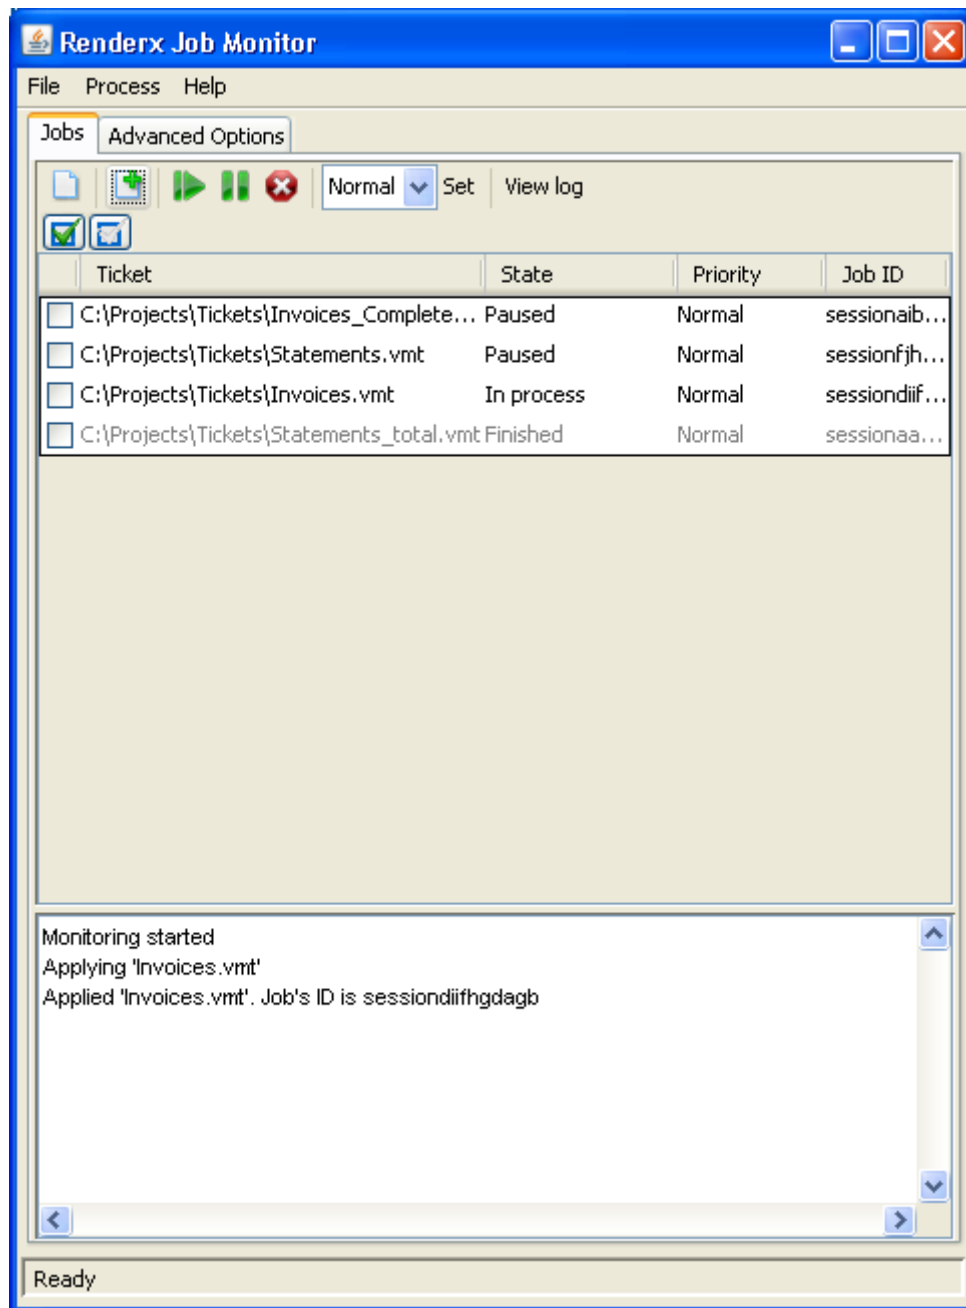 Renderx Job Monitor
File Process Help
Jobs Advanced Options
Normal Set View log
Ticket State Priority Job ID
C:\Projects\Tickets\Invoices_Complete... Paused Normal sessionaib...
C:\Projects\Tickets\Statements.vmt Paused Normal sessionfjh...
C:\Projects\Tickets\Invoices.vmt In process Normal sessiondiif...
C:\Projects\Tickets\Statements_total.vmt Finished Normal sessionaa...
Monitoring started
Applying 'Invoices.vmt'
Applied 'Invoices.vmt'. Job's ID is sessiondiifhgdagb
Ready